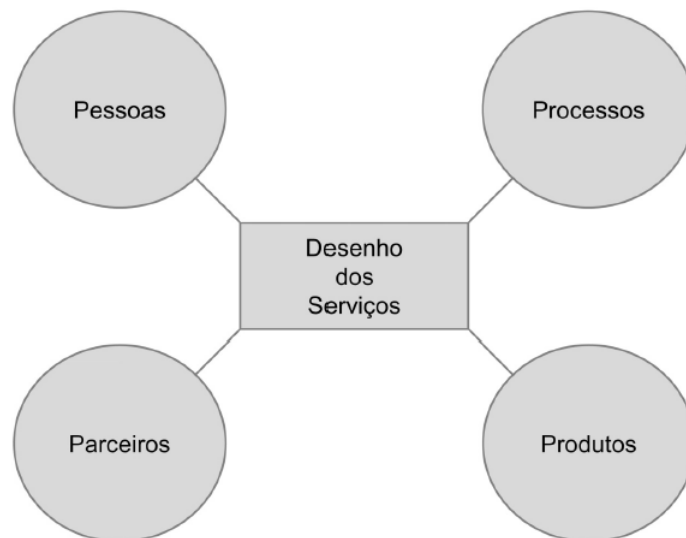 Pessoas
Processos
Desenho
dos
Serviços
Parceiros
Produtos